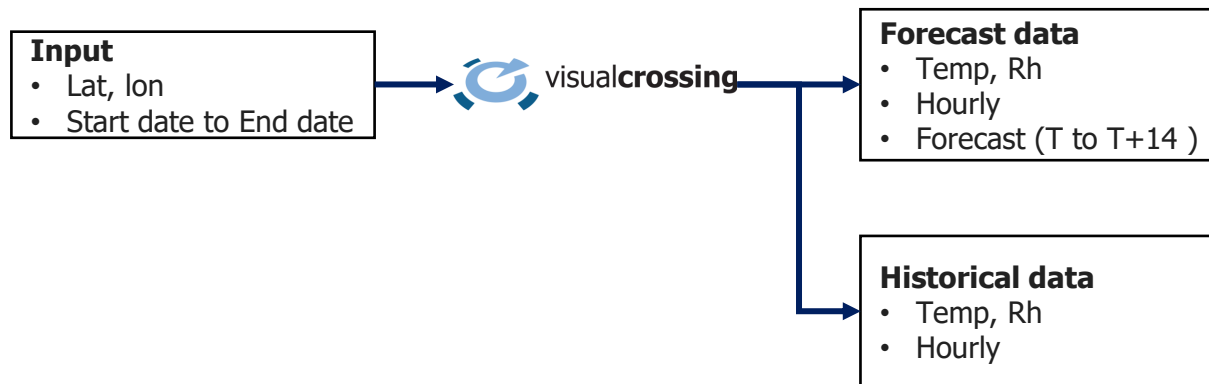 Input
• Lat, lon
• Start date to End date
visualcrossing
Forecast data
• Temp, Rh
• Hourly
• Forecast (T to T+14 )
Historical data
• Temp, Rh
• Hourly